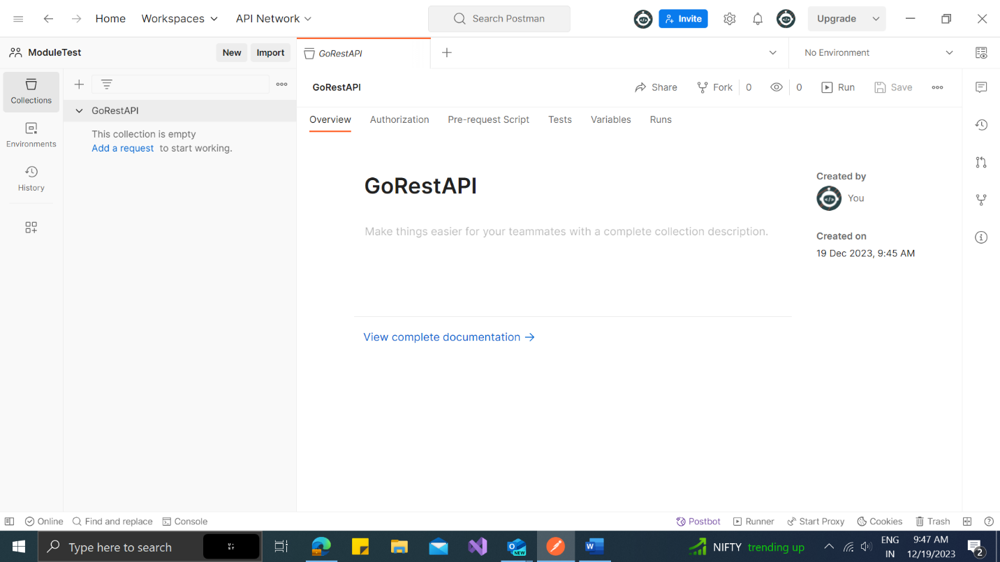 Home Workspaces API Network Search Postman Invite Upgrade
ModuleTest New Import GoRestAPI No Environment
Collections
GoRestAPI Share Fork 0 0 Run Save
GoRestAPI
Overview Authorization Pre-request Script Tests Variables Runs
This collection is empty
Add a request to start working.
Environments
History
GoRestAPI
Make things easier for your teammates with a complete collection description.
Created by
You
Created on
19 Dec 2023, 9:45 AM
View complete documentation →
Online Find and replace Console Postbot Runner Start Proxy Cookies Trash
Type here to search NEW W NIFTY trending up ENG IN 9:47 AM 12/19/2023 2